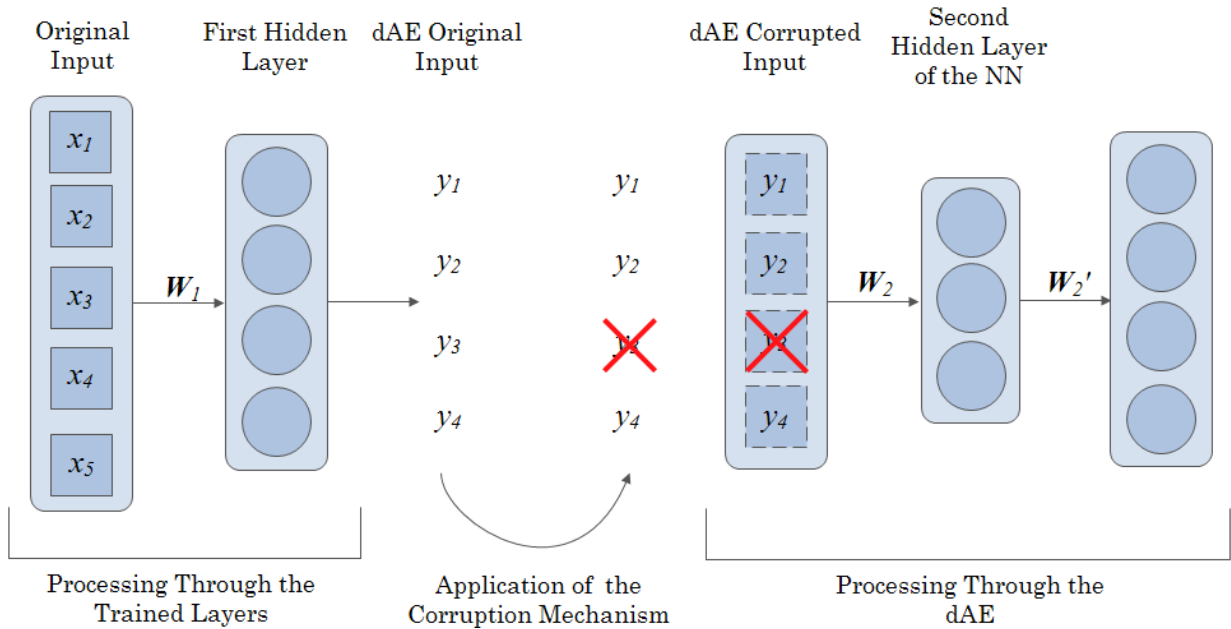 Original
Input
First Hidden
Layer
dAE Original
Input
dAE Corrupted
Input
Second
Hidden Layer
of the NN
x1
x2
x3
x4
x5
W1
y1
y2
y3
y4
y1
y2
y3
y4
y1
y2
y3
y4
W2
W2'
Processing Through the
Trained Layers
Application of the
Corruption Mechanism
Processing Through the
dAE